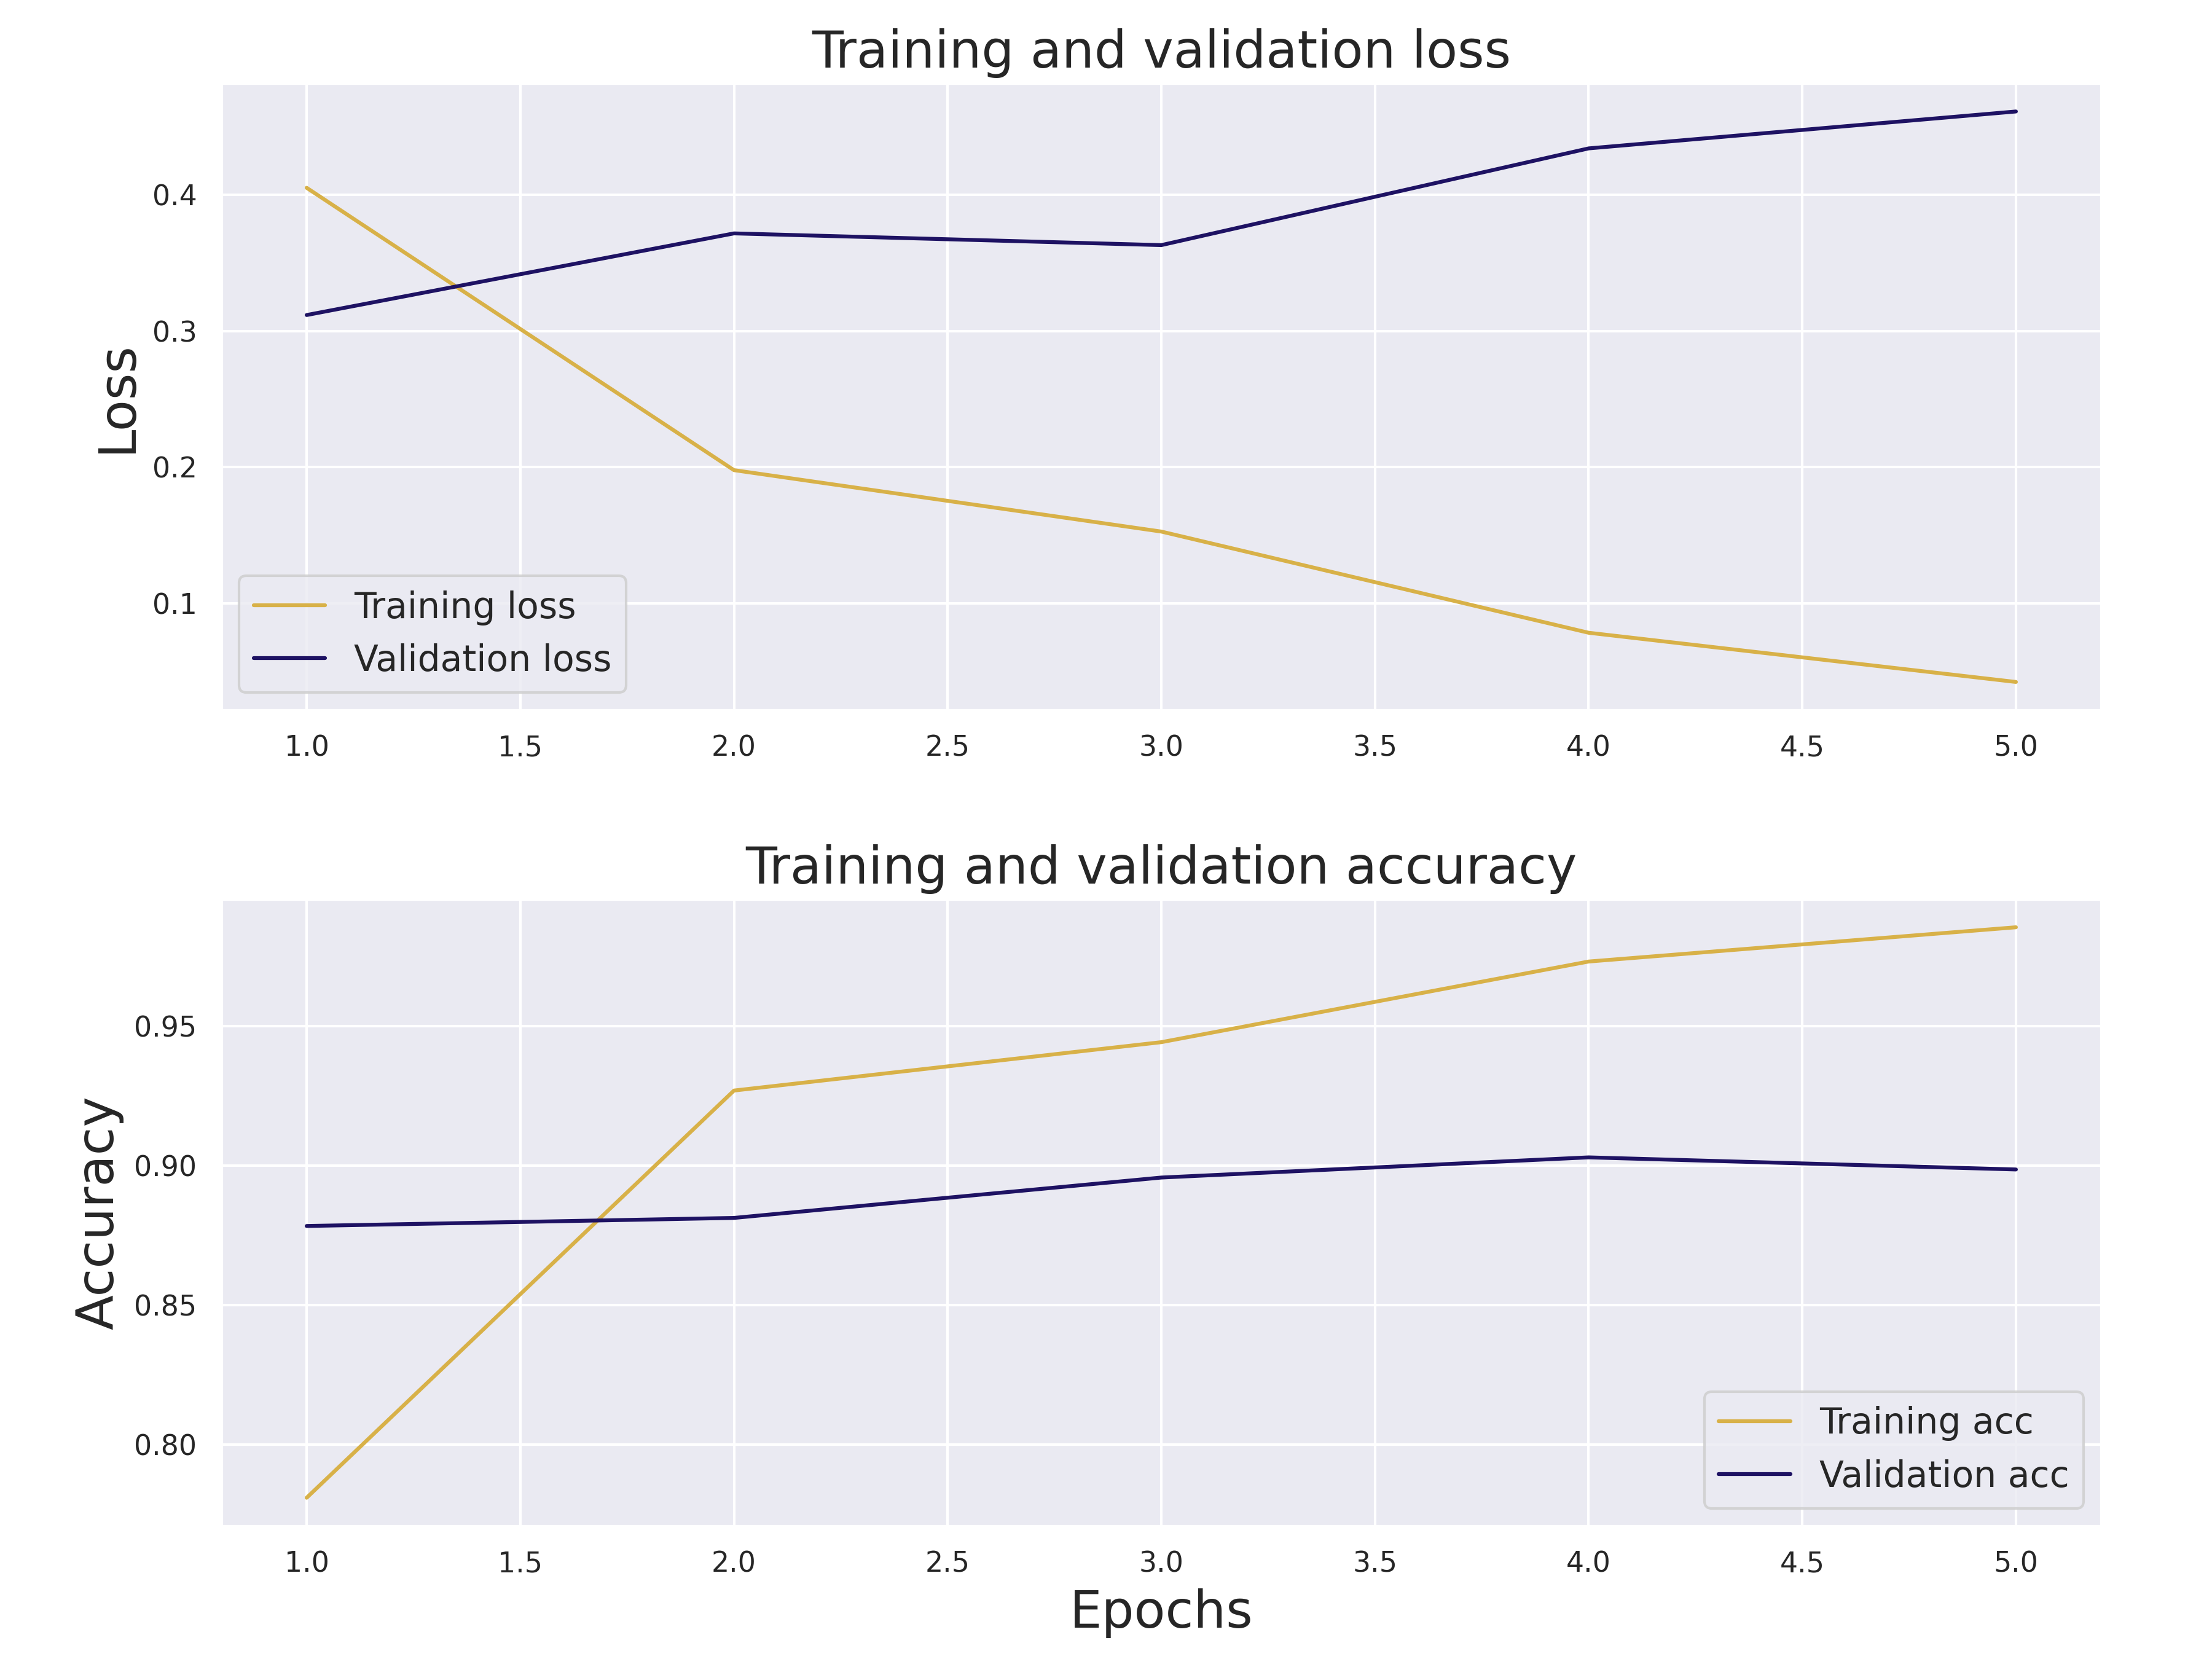 Training and validation loss
Loss
0.4
0.3
0.2
0.1
Training loss
Validation loss
1.0 1.5 2.0 2.5 3.0 3.5 4.0 4.5 5.0
Training and validation accuracy
Accuracy
0.95
0.90
0.85
0.80
Training acc
Validation acc
1.0 1.5 2.0 2.5 3.0 3.5 4.0 4.5 5.0
Epochs